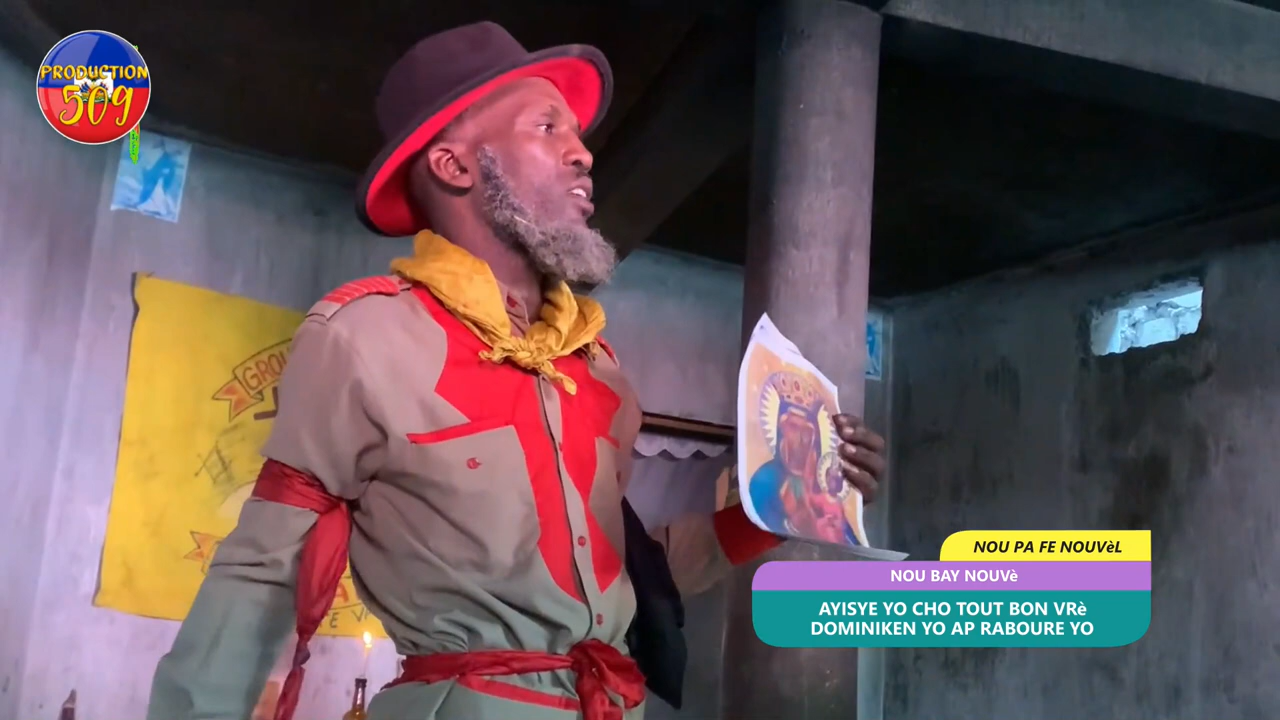 PRODUCTION
509
GROU
NOU PA FE NOUVèL
NOU BAY NOUVè
AYISYE YO CHO TOUT BON VRè
DOMINIKEN YO AP RABOURE YO